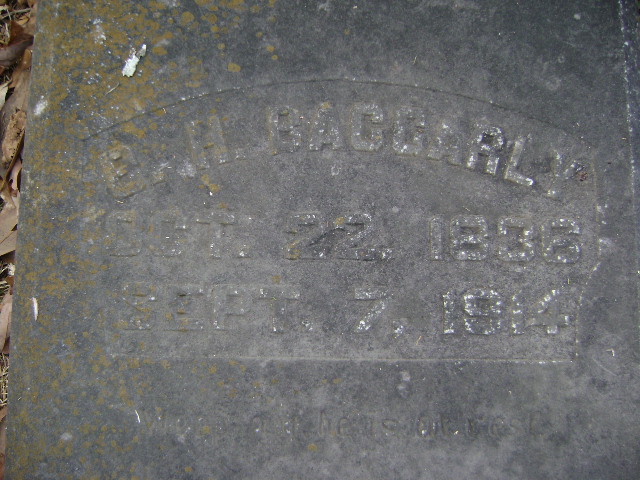 B. H. BAGGARLY
OCT. 22, 1836
SEPT. 7, 1914